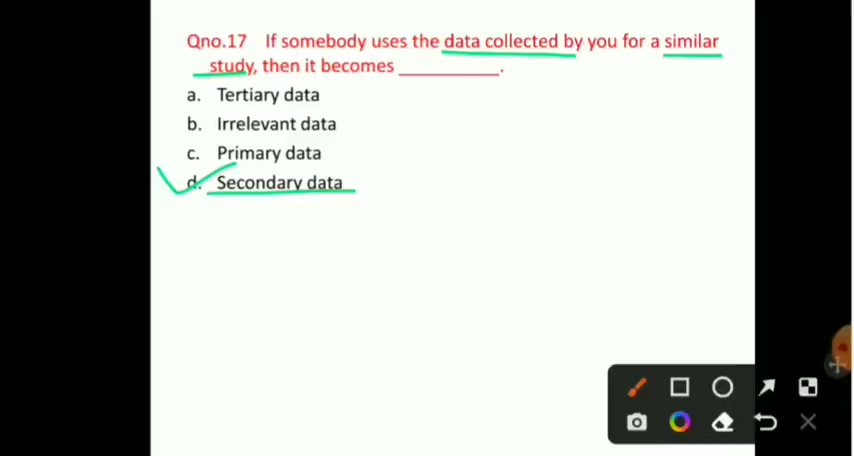 Qno.17 If somebody uses the data collected by you for a similar
study, then it becomes ___________.
a. Tertiary data
b. Irrelevant data
c. Primary data
d. Secondary data